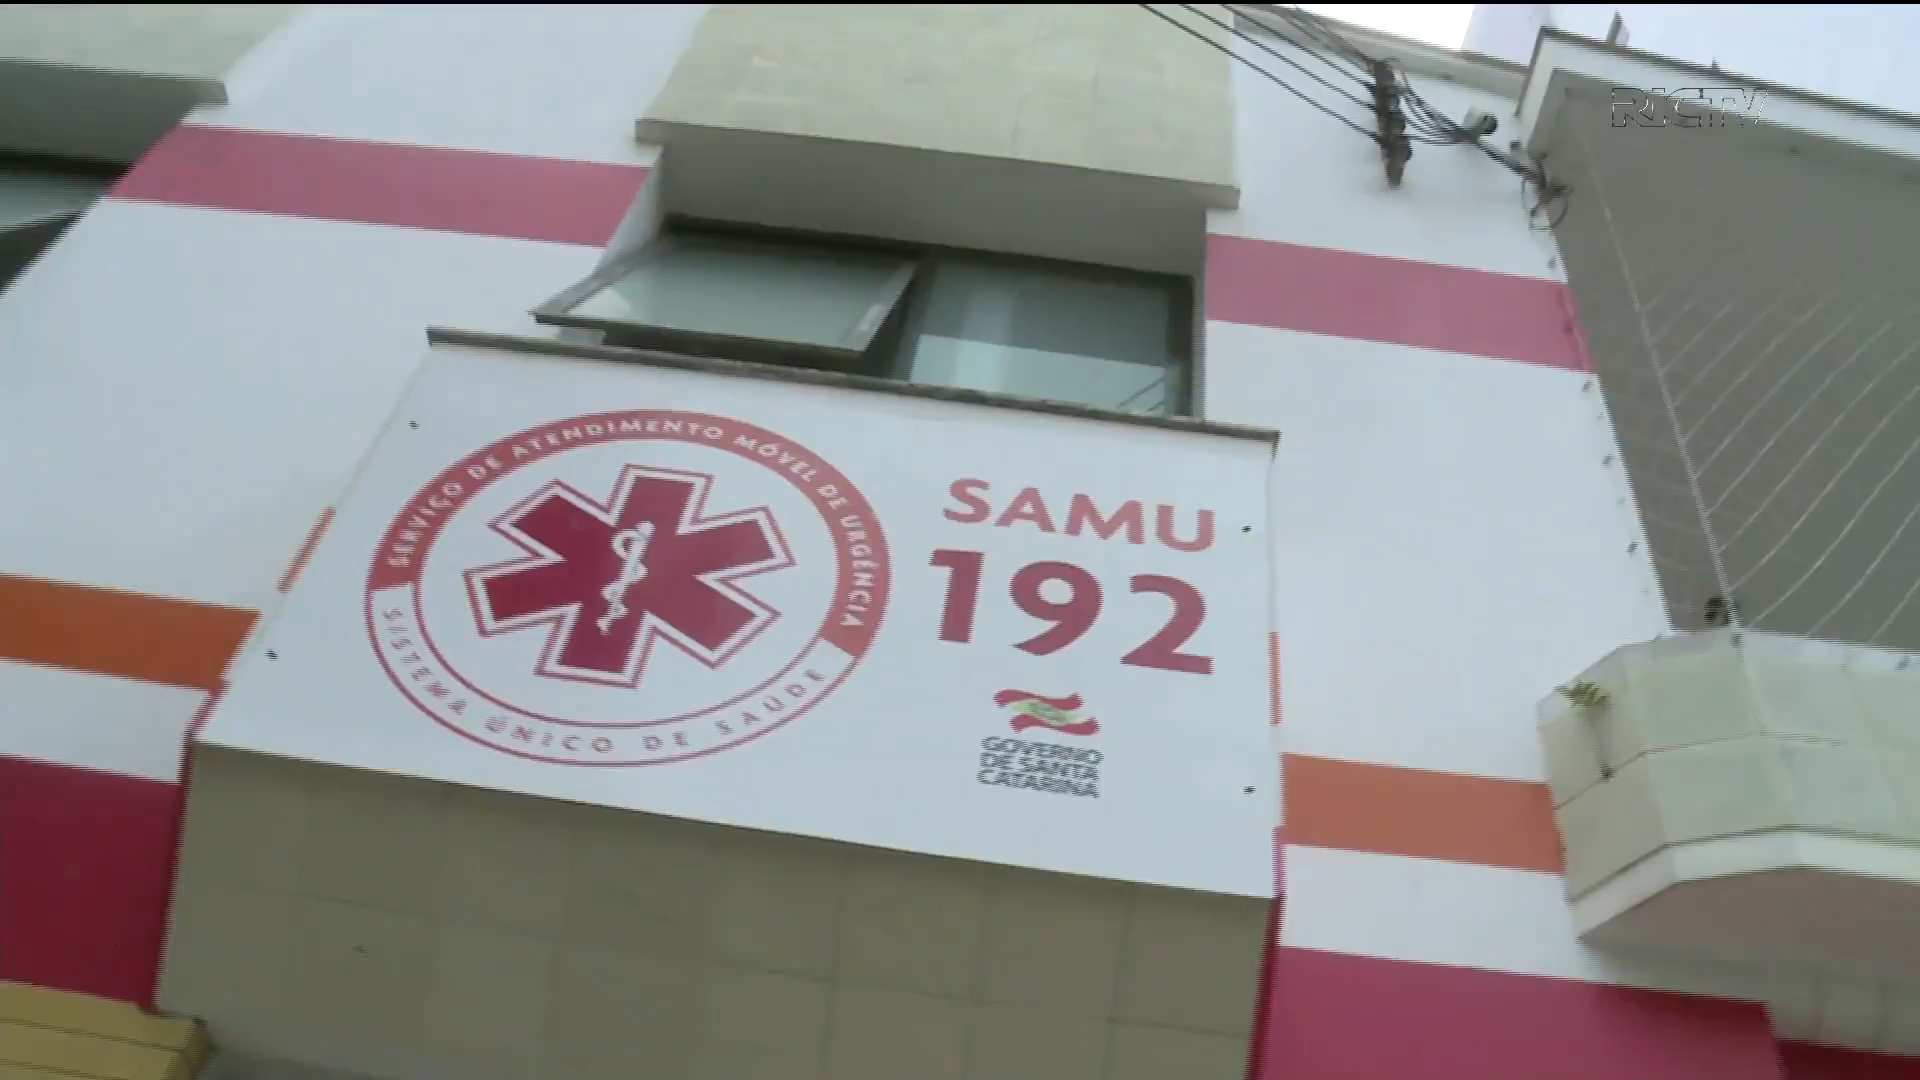 RICTV
SERVIÇO DE ATENDIMENTO MÓVEL DE URGÊNCIA
SISTEMA ÚNICO DE SAÚDE
SAMU
192
GOVERNO
DE SANTA
CATARINA